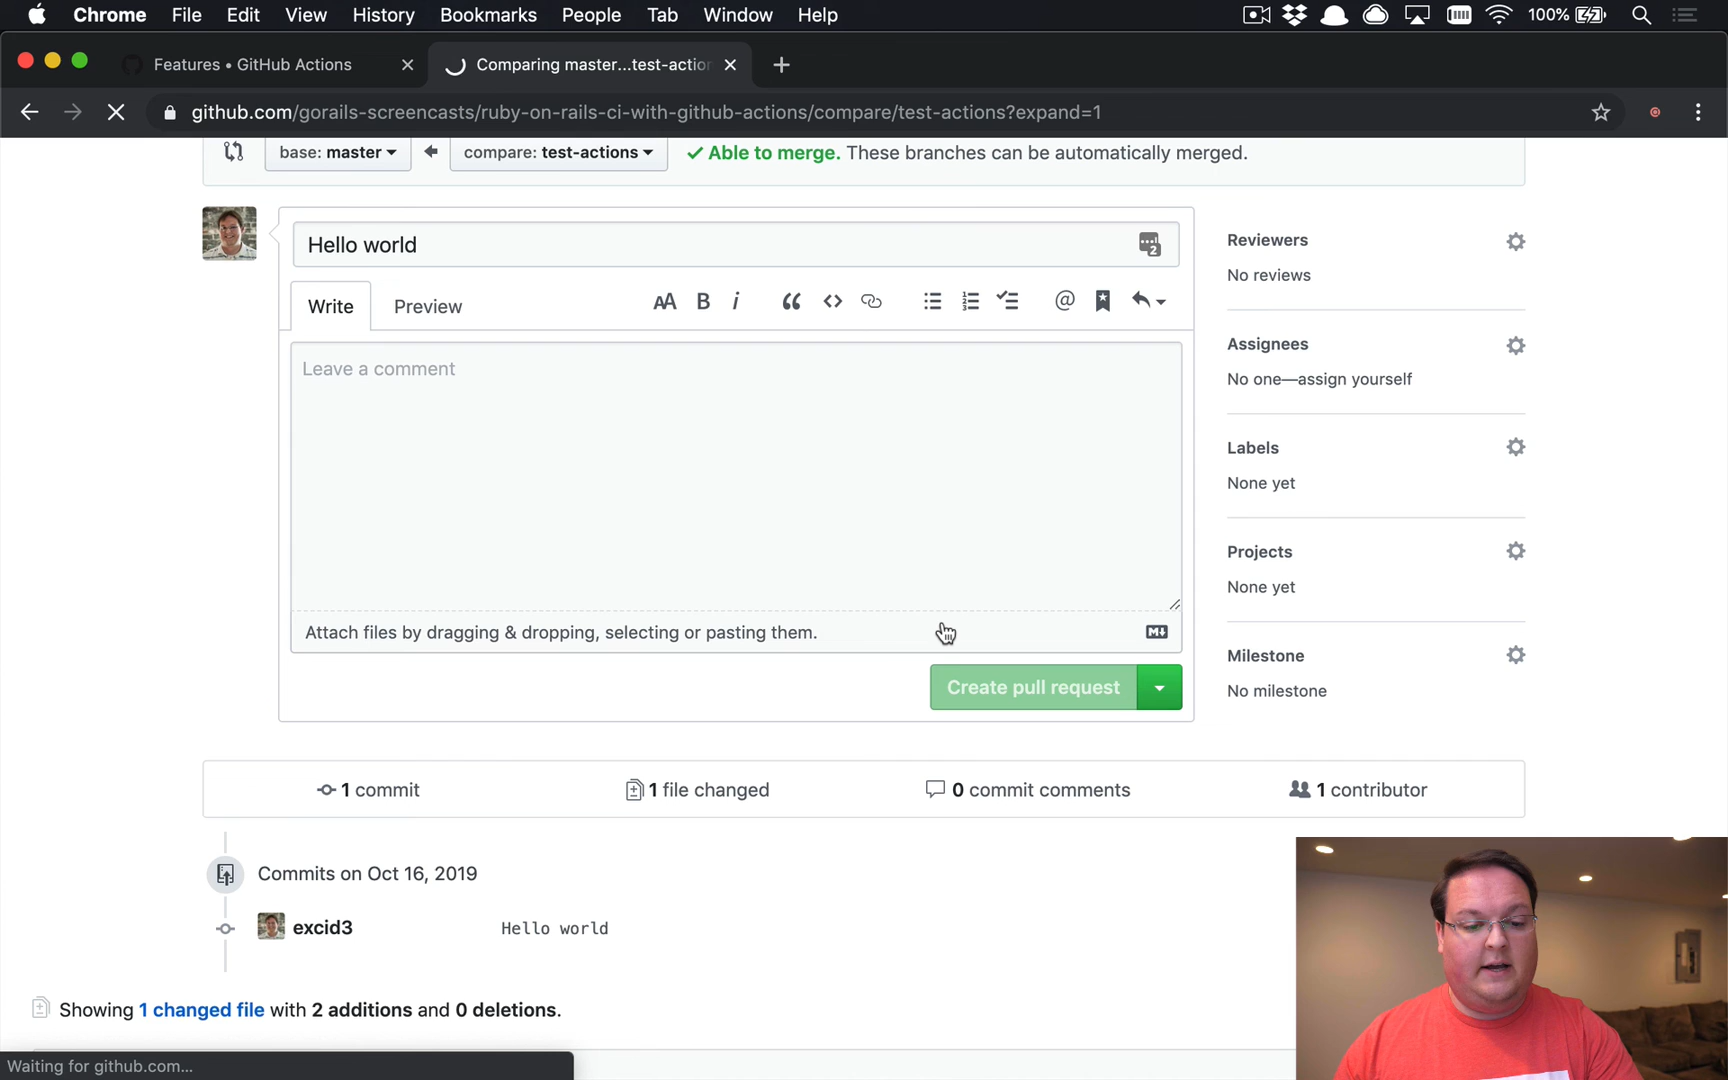 Chrome File Edit View History Bookmarks People Tab Window Help 100%
Features • GitHub Actions Comparing master...test-action
github.com/gorails-screencasts/ruby-on-rails-ci-with-github-actions/compare/test-actions?expand=1
base: master compare: test-actions Able to merge. These branches can be automatically merged.
Hello world 2
Reviewers
No reviews
Write Preview AA B i @
Leave a comment
Assignees
No one—assign yourself
Labels
None yet
Projects
None yet
Attach files by dragging & dropping, selecting or pasting them.
Milestone
No milestone
Create pull request
1 commit 1 file changed 0 commit comments 1 contributor
Commits on Oct 16, 2019
excid3 Hello world
Showing 1 changed file with 2 additions and 0 deletions.
Waiting for github.com...